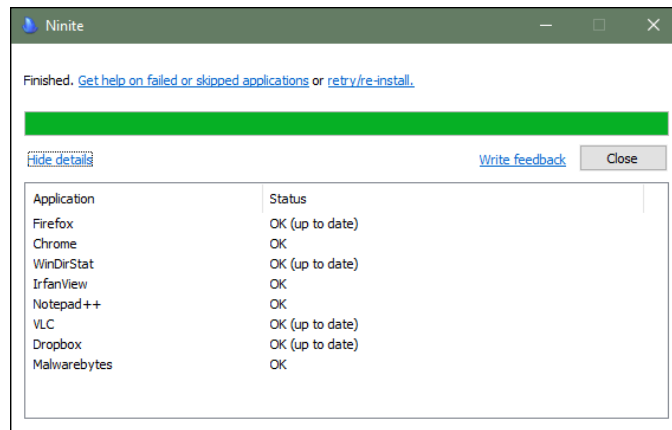 Ninite
Finished. Get help on failed or skipped applications or retry/re-install.
Hide details Write feedback Close
Application Status
Firefox OK (up to date)
Chrome OK
WinDirStat OK (up to date)
IrfanView OK
Notepad++ OK
VLC OK (up to date)
Dropbox OK (up to date)
Malwarebytes OK